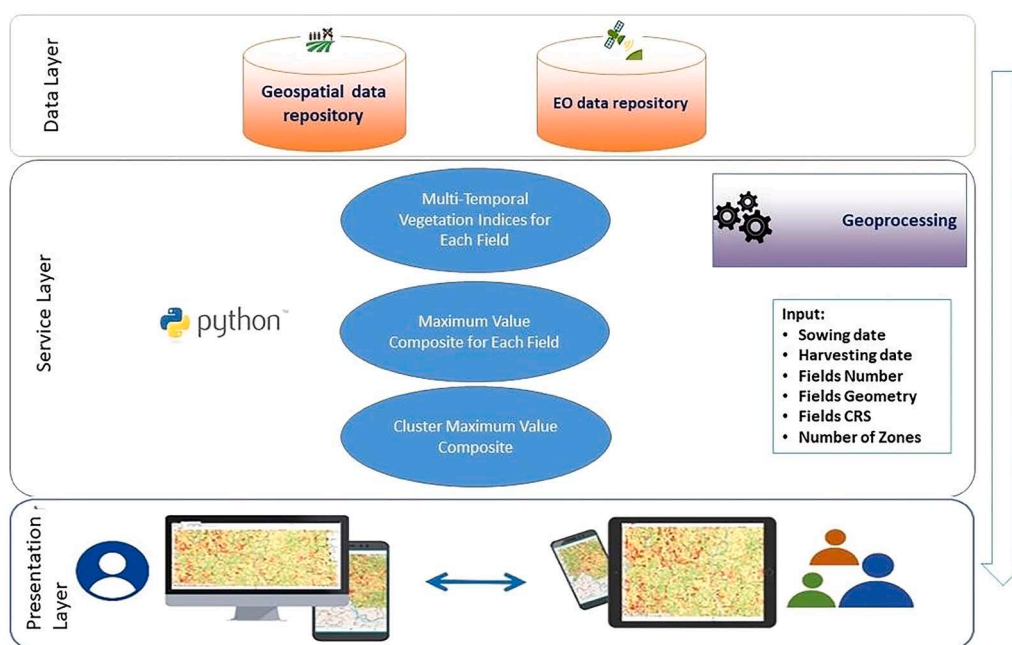 Data Layer
Geospatial data
repository
EO data repository
Service Layer
Multi-Temporal
Vegetation Indices for
Each Field
Geoprocessing
python™
Maximum Value
Composite for Each Field
Cluster Maximum Value
Composite
Input:
• Sowing date
• Harvesting date
• Fields Number
• Fields Geometry
• Fields CRS
• Number of Zones
Presentation
Layer